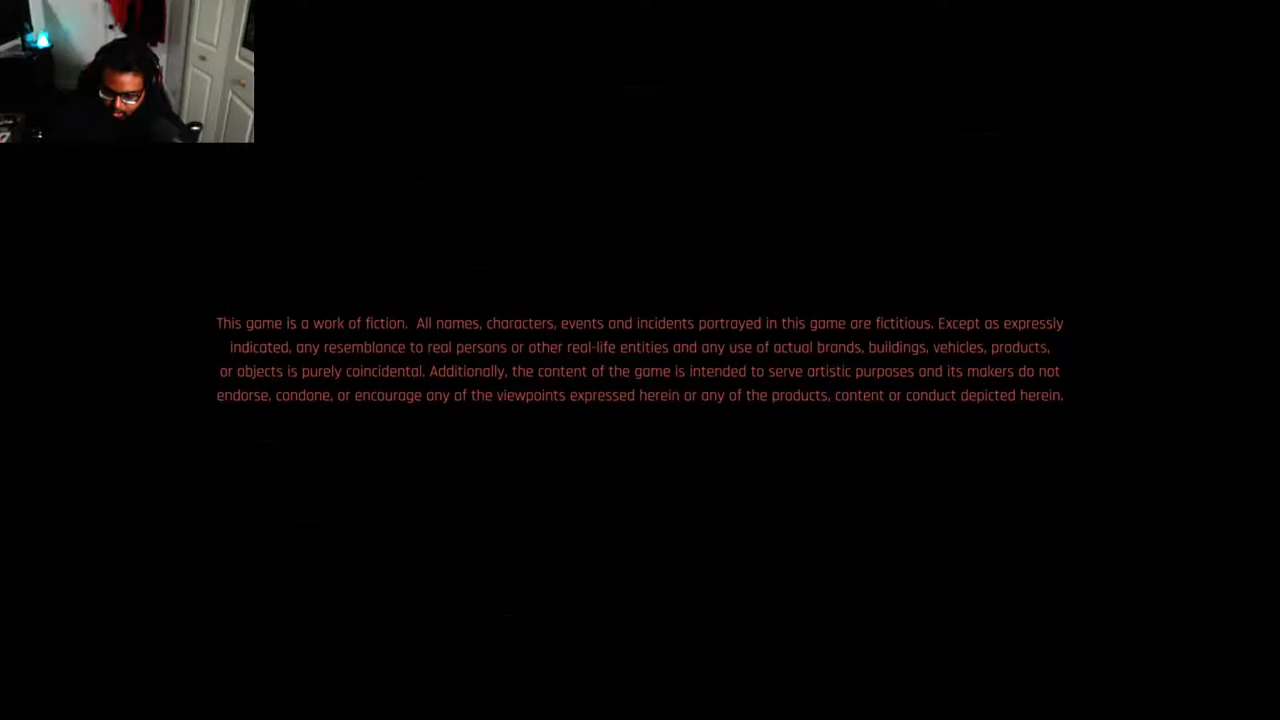 This game is a work of fiction.  All names, characters, events and incidents portrayed in this game are fictitious. Except as expressly
indicated, any resemblance to real persons or other real-life entities and any use of actual brands, buildings, vehicles, products,
or objects is purely coincidental. Additionally, the content of the game is intended to serve artistic purposes and its makers do not
endorse, condone, or encourage any of the viewpoints expressed herein or any of the products, content or conduct depicted herein.